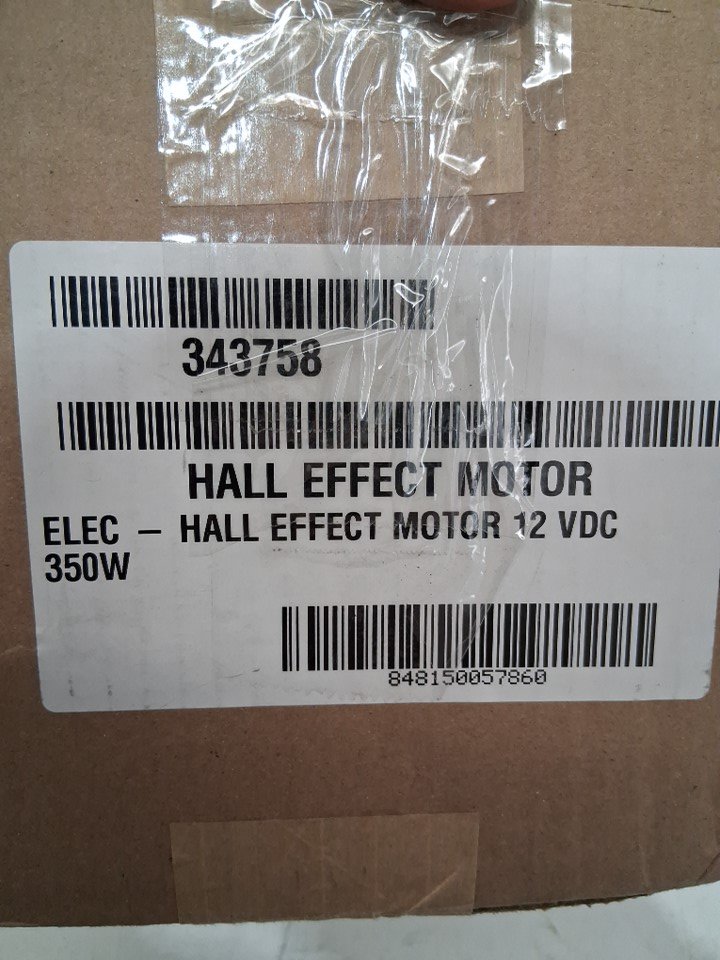 343758
HALL EFFECT MOTOR
ELEC – HALL EFFECT MOTOR 12 VDC
350W
848150057860